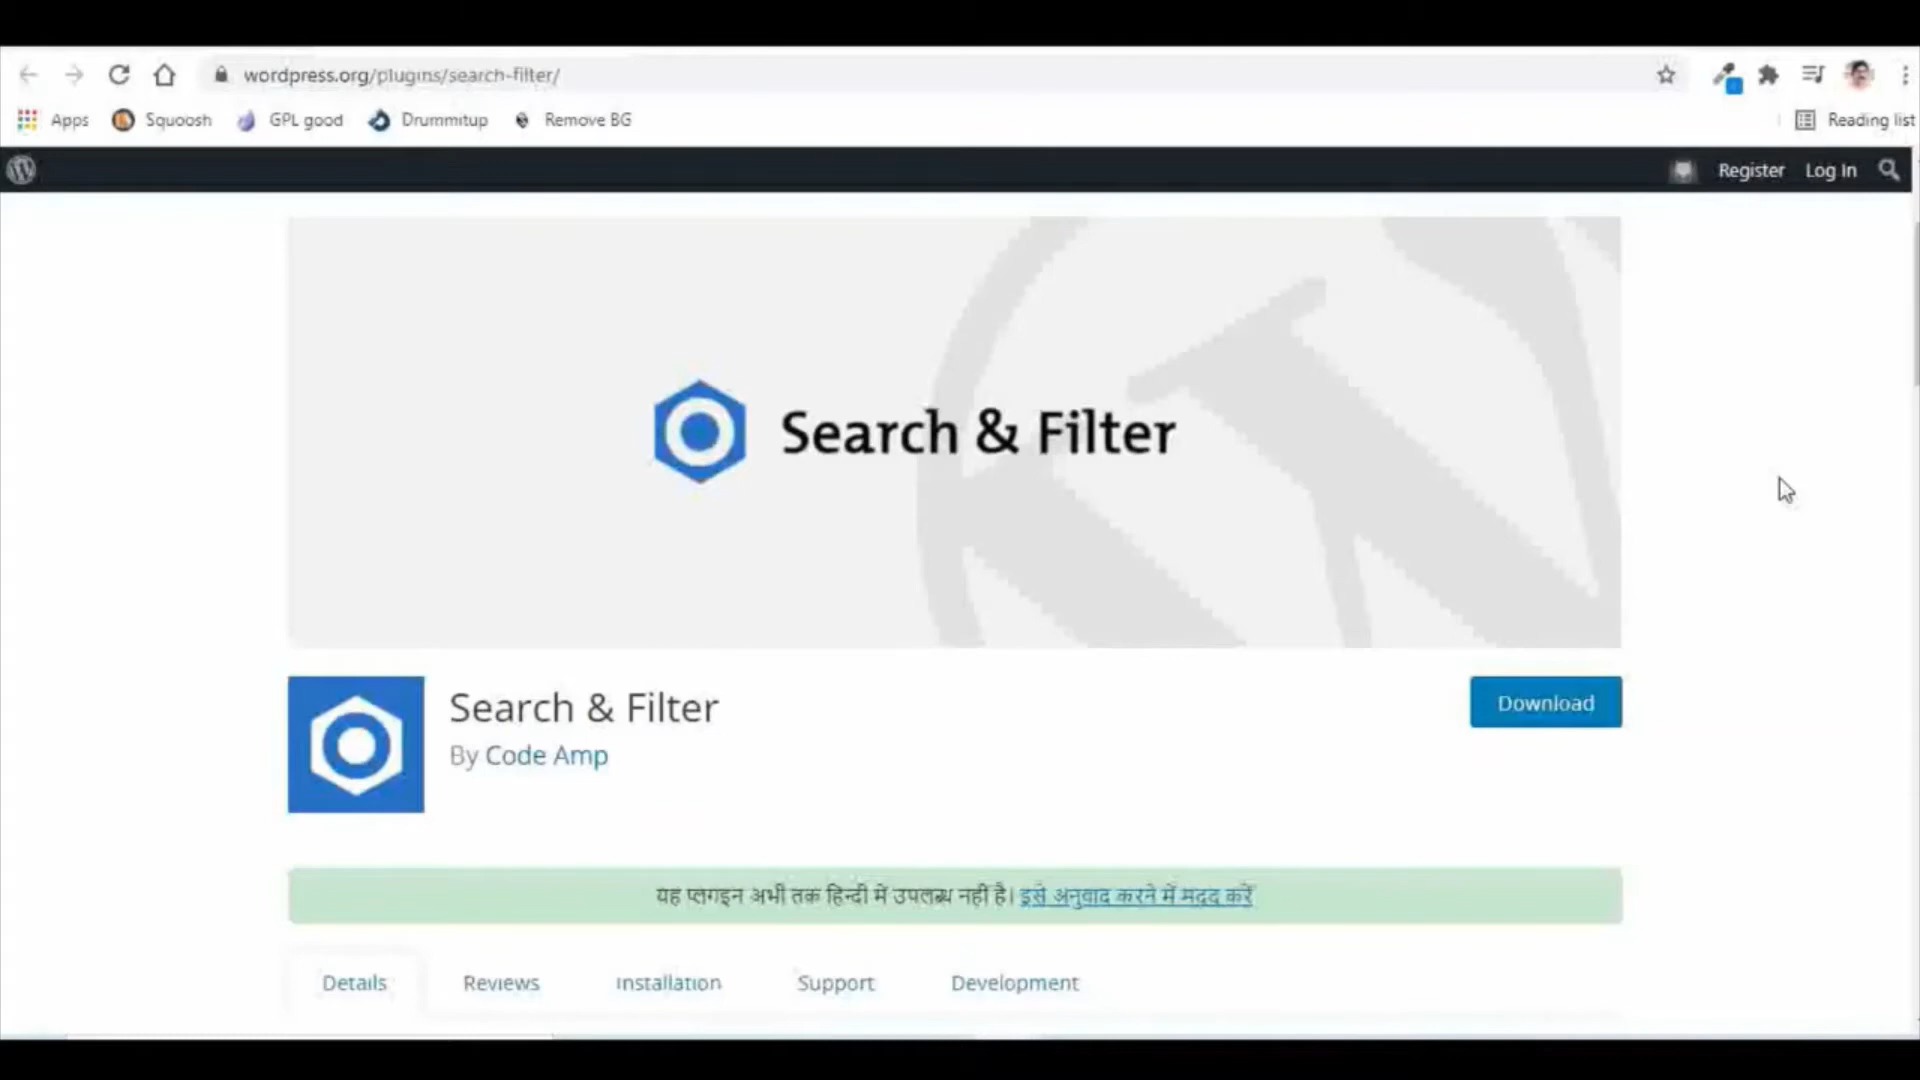 wordpress.org/plugins/search-filter/
Apps Squoosh GPL good Drummitup Remove BG Reading list
Register Log In
Search & Filter
Search & Filter
Download
By Code Amp
यह प्लगइन अभी तक हिन्दी में उपलब्ध नहीं है। इसे अनुवाद करने में मदद करें
Details Reviews Installation Support Development